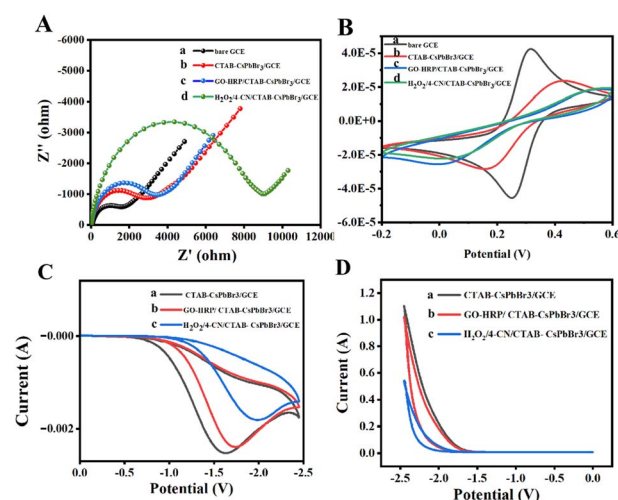 A
a bare GCE
b CTAB-CsPbBr3/GCE
c GO-HRP/CTAB-CsPbBr3/GCE
d H2O2/4-CN/CTAB-CsPbBr3/GCE
-6000
-5000
-4000
-3000
-2000
-1000
0
Z'' (ohm)
0 2000 4000 6000 8000 10000 12000
Z' (ohm)
B
a bare GCE
b CTAB-CsPbBr3/GCE
c GO-HRP/CTAB-CsPbBr3/GCE
d H2O2/4-CN/CTAB-CsPbBr3/GCE
4.0E-5
2.0E-5
0.0E+0
-2.0E-5
-4.0E-5
-6.0E-5
-0.2 0.0 0.2 0.4 0.6
Potential (V)
C
a CTAB-CsPbBr3/GCE
b GO-HRP/ CTAB-CsPbBr3/GCE
c H2O2/4-CN/CTAB- CsPbBr3/GCE
−0.000
−0.002
Current (A)
0.0 -0.5 -1.0 -1.5 -2.0 -2.5
Potential (V)
D
a CTAB-CsPbBr3/GCE
b GO-HRP/ CTAB-CsPbBr3/GCE
c H2O2/4-CN/CTAB- CsPbBr3/GCE
1.2
1.0
0.8
0.6
0.4
0.2
0.0
Current (A)
-2.5 -2.0 -1.5 -1.0 -0.5 0.0
Potential (V)